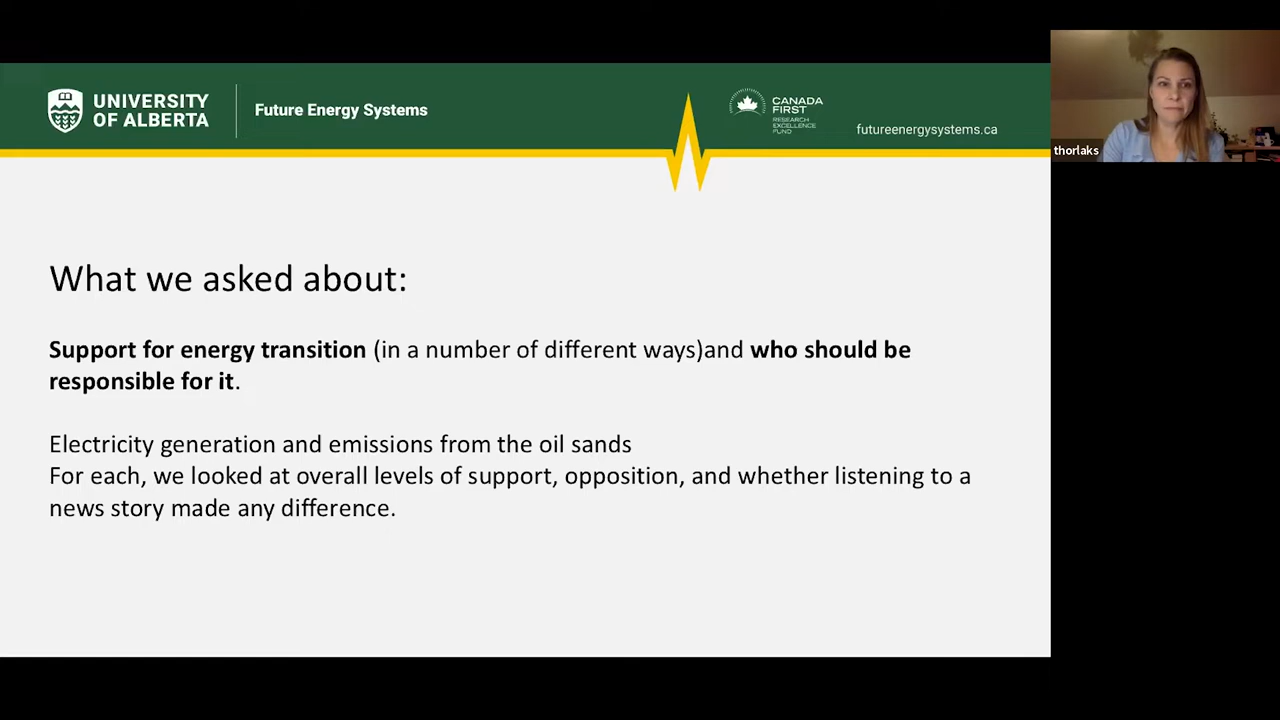 UNIVERSITY
OF ALBERTA
Future Energy Systems
CANADA
FIRST
RESEARCH
EXCELLENCE
FUND
futureenergysystems.ca
thorlaks
What we asked about:
Support for energy transition (in a number of different ways)and who should be
responsible for it.
Electricity generation and emissions from the oil sands
For each, we looked at overall levels of support, opposition, and whether listening to a
news story made any difference.